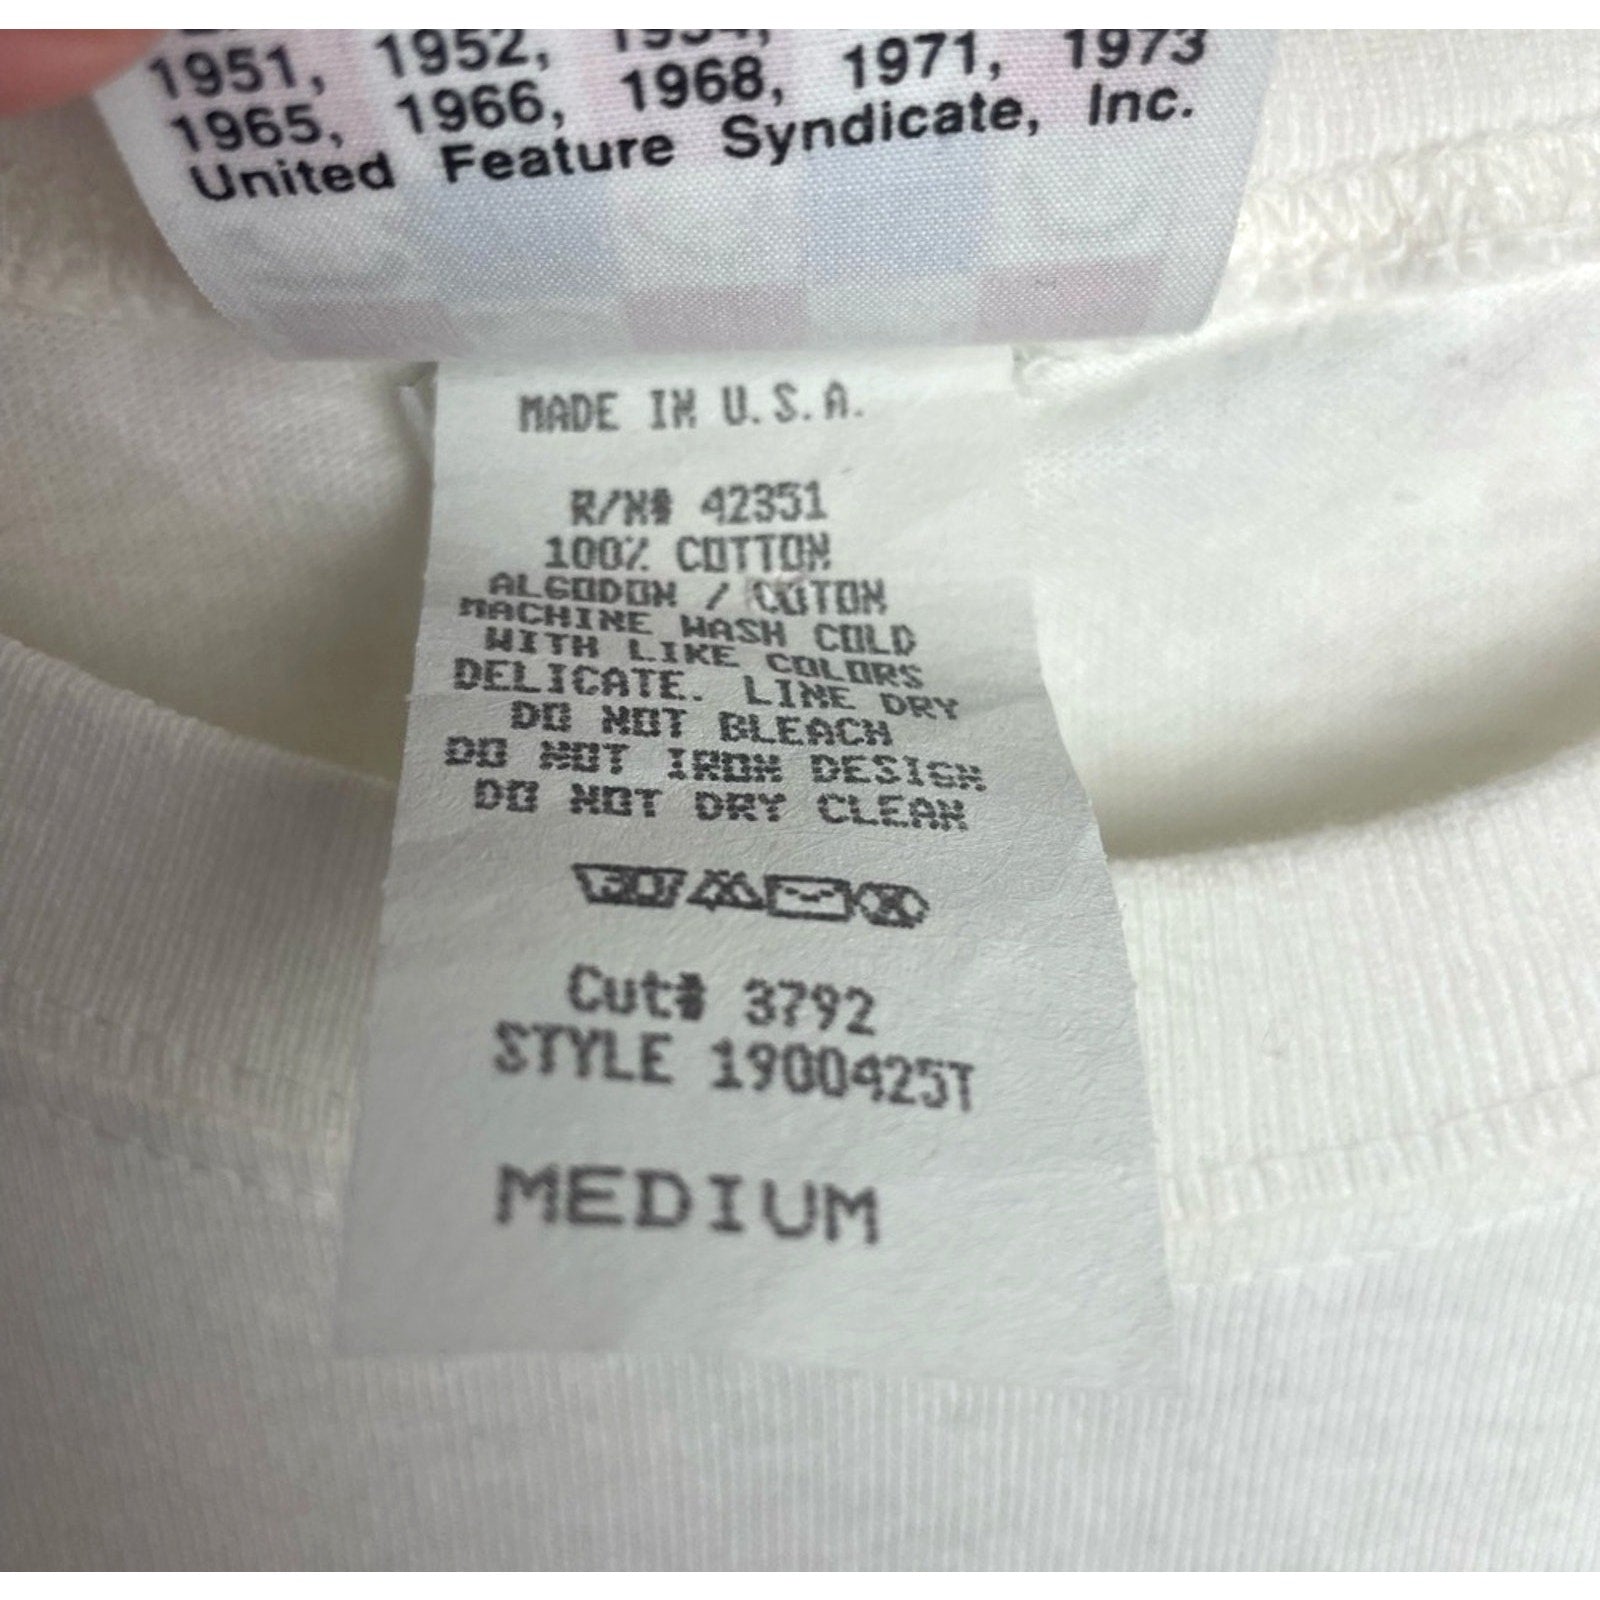 1951, 1952, 1954,
1965, 1966, 1968, 1971, 1973
United Feature Syndicate, Inc.
MADE IN U.S.A.
R/N# 42351
100% COTTON
ALGODON / COTON
MACHINE WASH COLD
WITH LIKE COLORS
DELICATE. LINE DRY
DO NOT BLEACH
DO NOT IRON DESIGN
DO NOT DRY CLEAN
Cut# 3792
STYLE 1900425T
MEDIUM